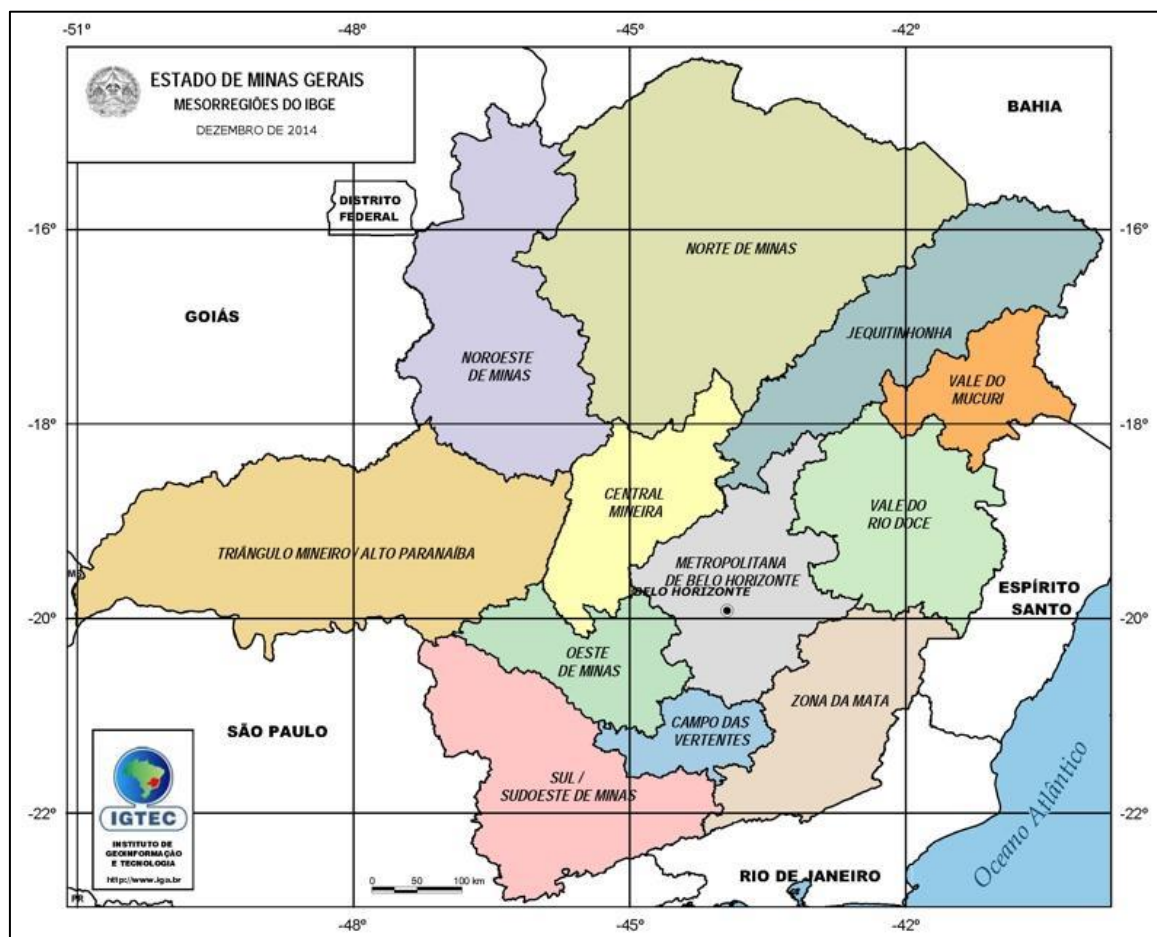 -51º
-48º
-45º
-42º
ESTADO DE MINAS GERAIS
MESORREGIÕES DO IBGE
DEZEMBRO DE 2014
BAHIA
DISTRITO
FEDERAL
-16º
-16º
NORTE DE MINAS
GOIÁS
JEQUITINHONHA
NOROESTE
DE MINAS
VALE DO
MUCURI
-18º
-18º
CENTRAL
MINEIRA
VALE DO
RIO DOCE
TRIÂNGULO MINEIRO / ALTO PARANAÍBA
METROPOLITANA
DE BELO HORIZONTE
BELO HORIZONTE
ESPÍRITO
SANTO
-20º
-20º
OESTE
DE MINAS
ZONA DA MATA
SÃO PAULO
CAMPO DAS
VERTENTES
SUL /
SUDOESTE DE MINAS
Oceano Atlântico
-22º
-22º
IGTEC
INSTITUTO DE
GEOINFORMAÇÃO
E TECNOLOGIA
http://www.iga.br
0 50 100 km
RIO DE JANEIRO
PR
-48º
-45º
-42º